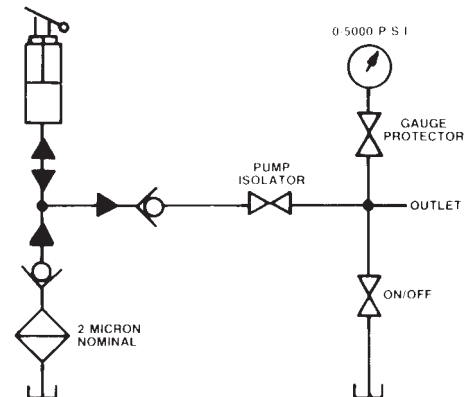 0-5000 P S I
GAUGE
PROTECTOR
PUMP
ISOLATOR
OUTLET
ON/OFF
2 MICRON
NOMINAL